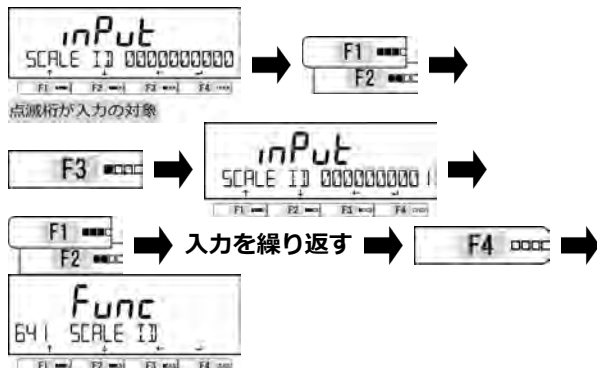 inPut
SCALE ID 0000000000
F1 F2 F3 F4
点滅桁が入力の対象
F1
F2
F3
inPut
SCALE ID 0000000001
F1 F2 F3 F4
F1
F2
入力を繰り返す
F4
Func
641 SCALE ID
F1 F2 F3 F4